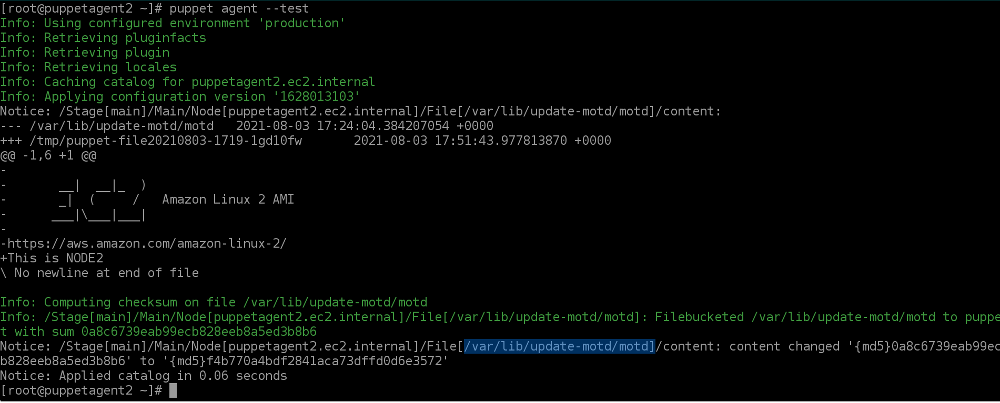 [root@puppetagent2 ~]# puppet agent --test
Info: Using configured environment 'production'
Info: Retrieving pluginfacts
Info: Retrieving plugin
Info: Retrieving locales
Info: Caching catalog for puppetagent2.ec2.internal
Info: Applying configuration version '1628013103'
Notice: /Stage[main]/Main/Node[puppetagent2.ec2.internal]/File[/var/lib/update-motd/motd]/content:
--- /var/lib/update-motd/motd   2021-08-03 17:24:04.384207054 +0000
+++ /tmp/puppet-file20210803-1719-1gd10fw       2021-08-03 17:51:43.977813870 +0000
@@ -1,6 +1 @@
-
-       __|  __|_  )
-       _|  (     /   Amazon Linux 2 AMI
-      ___|\___|___|
-
-https://aws.amazon.com/amazon-linux-2/
+This is NODE2
\ No newline at end of file

Info: Computing checksum on file /var/lib/update-motd/motd
Info: /Stage[main]/Main/Node[puppetagent2.ec2.internal]/File[/var/lib/update-motd/motd]: Filebucketed /var/lib/update-motd/motd to puppe
t with sum 0a8c6739eab99ecb828eeb8a5ed3b8b6
Notice: /Stage[main]/Main/Node[puppetagent2.ec2.internal]/File[/var/lib/update-motd/motd]/content: content changed '{md5}0a8c6739eab99ec
b828eeb8a5ed3b8b6' to '{md5}f4b770a4bdf2841aca73dffd0d6e3572'
Notice: Applied catalog in 0.06 seconds
[root@puppetagent2 ~]#